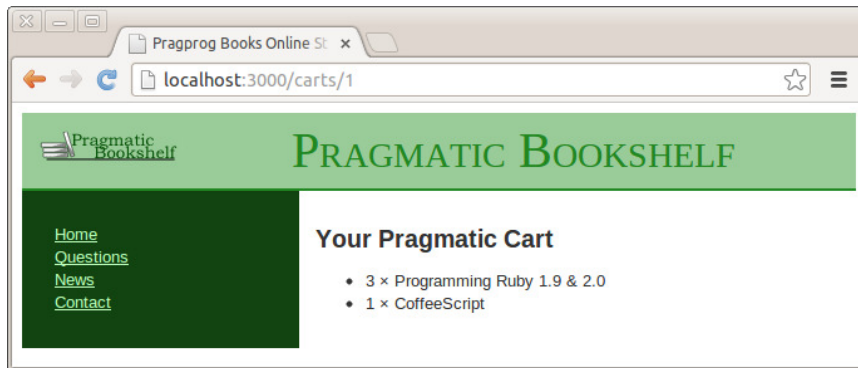 Pragprog Books Online St
localhost:3000/carts/1
Pragmatic
Bookshelf
PRAGMATIC BOOKSHELF
Home
Questions
News
Contact
Your Pragmatic Cart
• 3 × Programming Ruby 1.9 & 2.0
• 1 × CoffeeScript